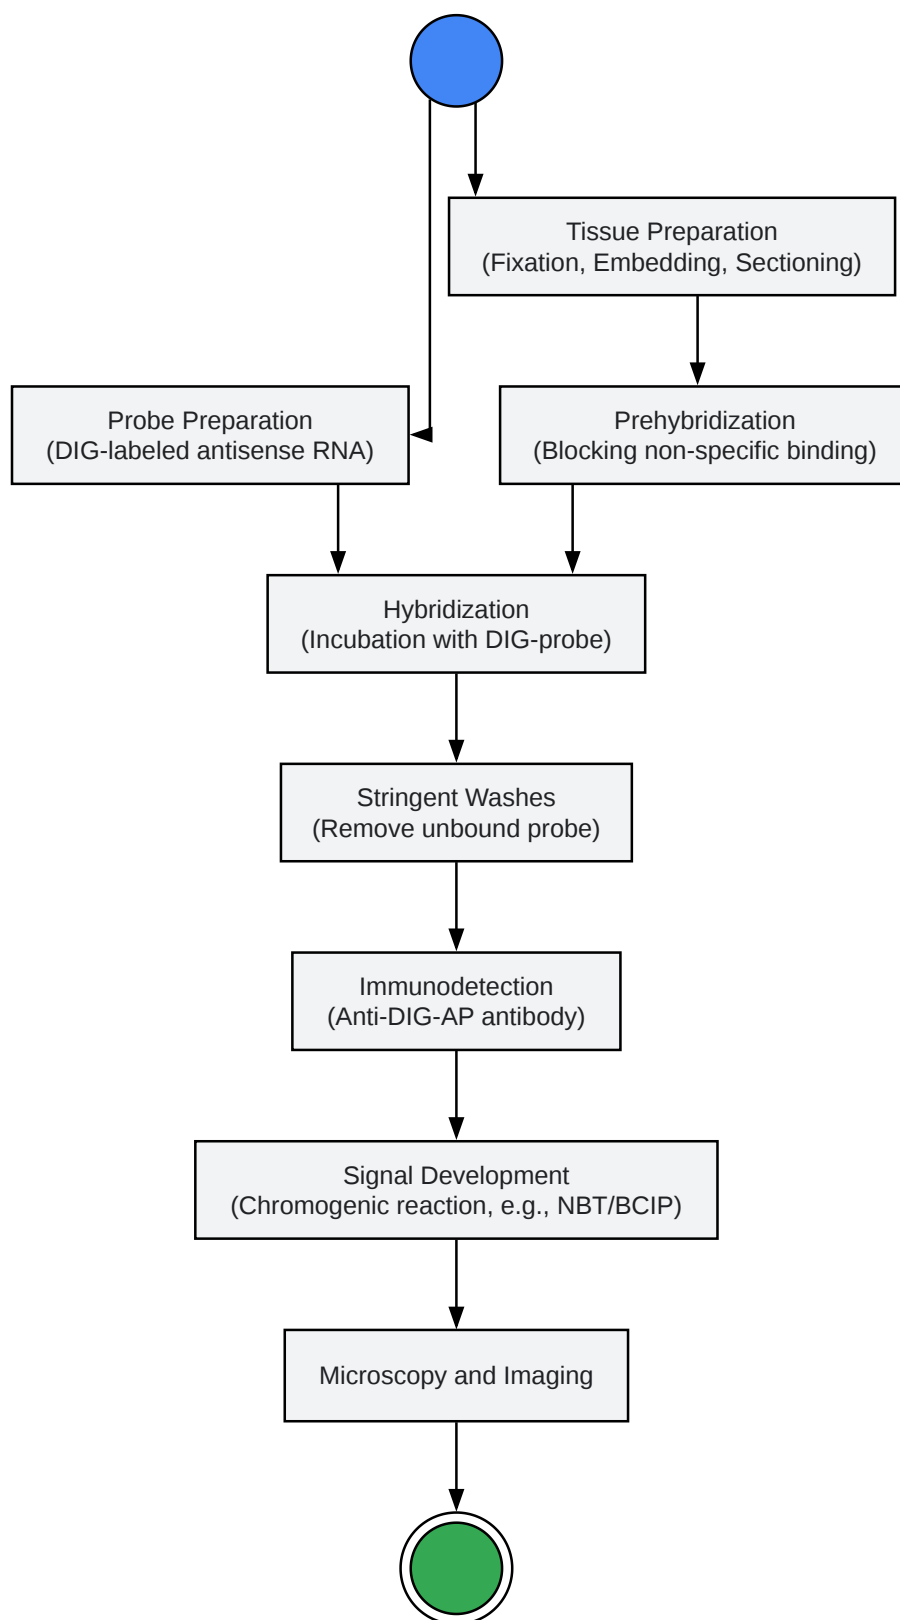 Tissue Preparation
(Fixation, Embedding, Sectioning)
Probe Preparation
(DIG-labeled antisense RNA)
Prehybridization
(Blocking non-specific binding)
Hybridization
(Incubation with DIG-probe)
Stringent Washes
(Remove unbound probe)
Immunodetection
(Anti-DIG-AP antibody)
Signal Development
(Chromogenic reaction, e.g., NBT/BCIP)
Microscopy and Imaging